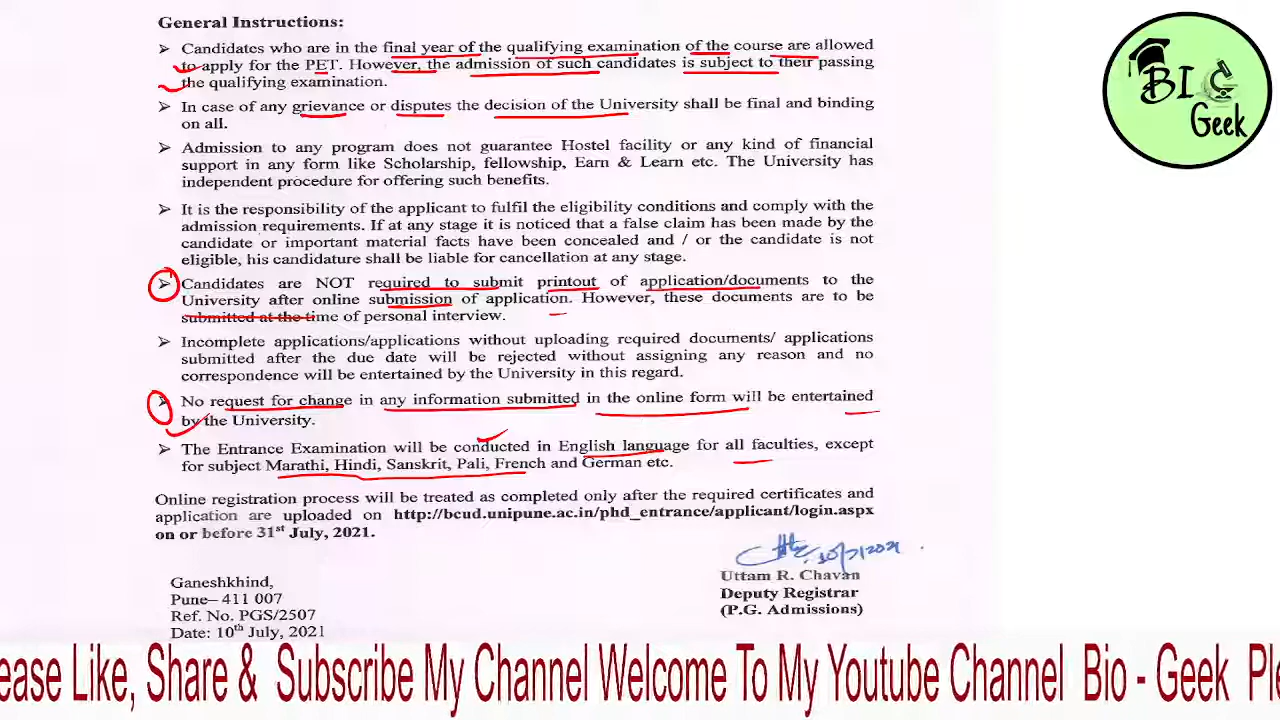 General Instructions:
➢ Candidates who are in the final year of the qualifying examination of the course are allowed
to apply for the PET. However, the admission of such candidates is subject to their passing
the qualifying examination.
➢ In case of any grievance or disputes the decision of the University shall be final and binding
on all.
➢ Admission to any program does not guarantee Hostel facility or any kind of financial
support in any form like Scholarship, fellowship, Earn & Learn etc. The University has
independent procedure for offering such benefits.
➢ It is the responsibility of the applicant to fulfil the eligibility conditions and comply with the
admission requirements. If at any stage it is noticed that a false claim has been made by the
candidate or important material facts have been concealed and / or the candidate is not
eligible, his candidature shall be liable for cancellation at any stage.
➢ Candidates are NOT required to submit printout of application/documents to the
University after online submission of application. However, these documents are to be
submitted at the time of personal interview.
➢ Incomplete applications/applications without uploading required documents/ applications
submitted after the due date will be rejected without assigning any reason and no
correspondence will be entertained by the University in this regard.
➢ No request for change in any information submitted in the online form will be entertained
by the University.
➢ The Entrance Examination will be conducted in English language for all faculties, except
for subject Marathi, Hindi, Sanskrit, Pali, French and German etc.
Online registration process will be treated as completed only after the required certificates and
application are uploaded on http://bcud.unipune.ac.in/phd_entrance/applicant/login.aspx
on or before 31st July, 2021.
10/7/2021
Uttam R. Chavan
Deputy Registrar
(P.G. Admissions)
Ganeshkhind,
Pune– 411 007
Ref. No. PGS/2507
Date: 10th July, 2021
BI Geek
ease Like, Share & Subscribe My Channel Welcome To My Youtube Channel Bio - Geek Ple